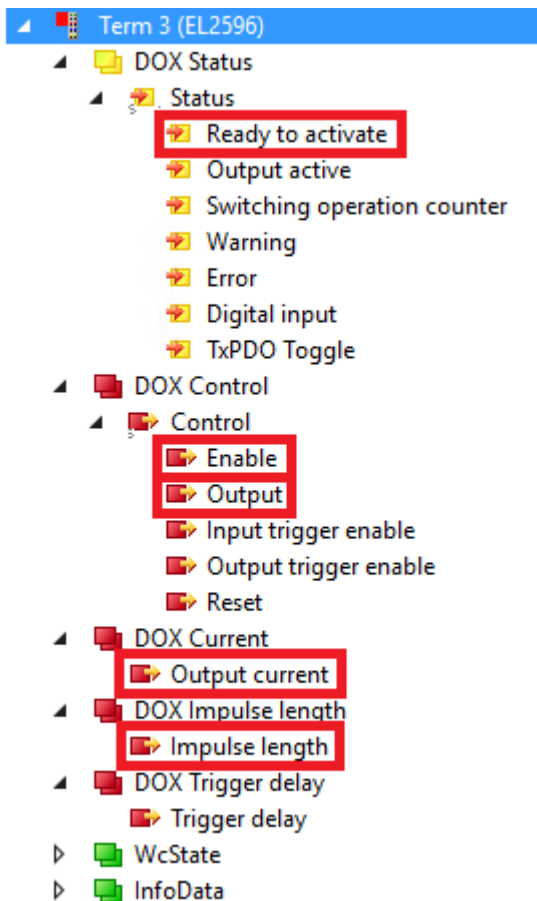 Term 3 (EL2596)
DOX Status
Status
Ready to activate
Output active
Switching operation counter
Warning
Error
Digital input
TxPDO Toggle
DOX Control
Control
Enable
Output
Input trigger enable
Output trigger enable
Reset
DOX Current
Output current
DOX Impulse length
Impulse length
DOX Trigger delay
Trigger delay
WcState
InfoData